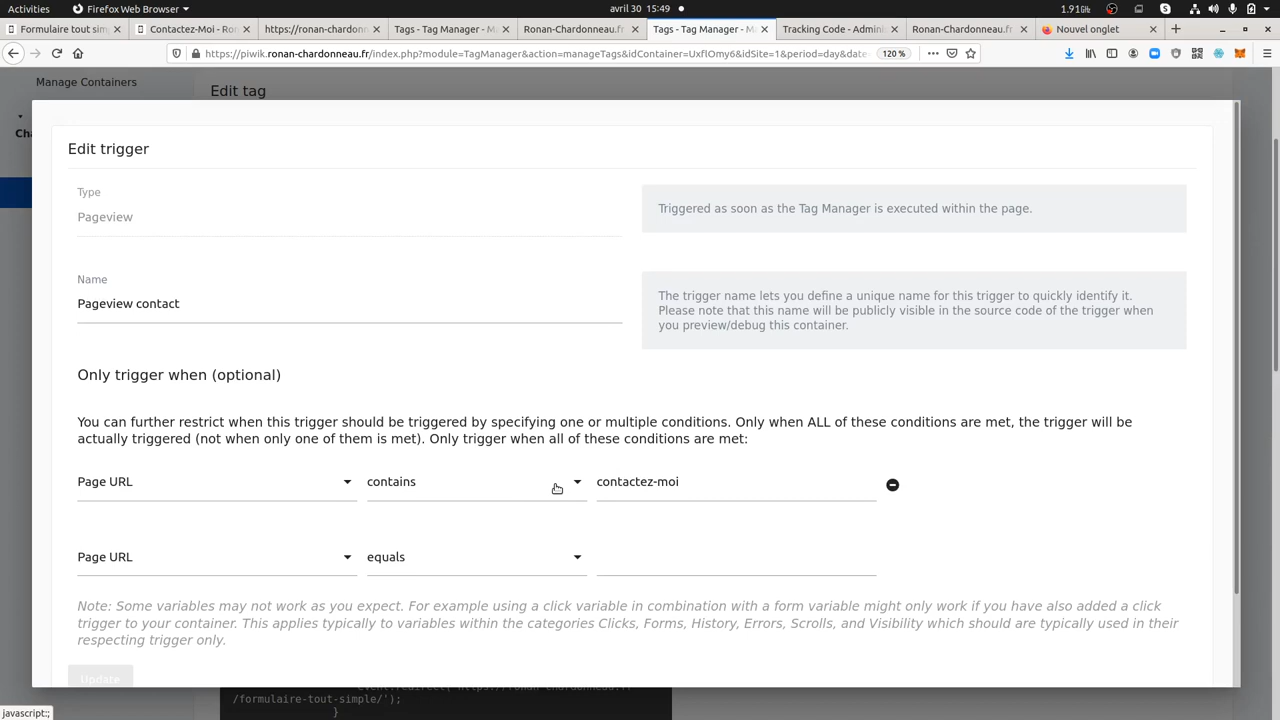 Activities
Firefox Web Browser
avril 30 15:49
1.91GiB
Formulaire tout sim
Contactez-Moi - Ron
https://ronan-chardonn
Tags - Tag Manager - M
Ronan-Chardonneau.fr
Tags - Tag Manager - M
Tracking Code - Admini
Ronan-Chardonneau.fr
Nouvel onglet
https://piwik.ronan-chardonneau.fr/index.php?module=TagManager&action=manageTags&idContainer=UxflOmy6&idSite=1&period=day&date
120 %
Manage Containers
Edit tag
Cha
Edit trigger
Type
Pageview
Triggered as soon as the Tag Manager is executed within the page.
Name
Pageview contact
The trigger name lets you define a unique name for this trigger to quickly identify it.
Please note that this name will be publicly visible in the source code of the trigger when
you preview/debug this container.
Only trigger when (optional)
You can further restrict when this trigger should be triggered by specifying one or multiple conditions. Only when ALL of these conditions are met, the trigger will be
actually triggered (not when only one of them is met). Only trigger when all of these conditions are met:
Page URL contains contactez-moi
Page URL equals
Note: Some variables may not work as you expect. For example using a click variable in combination with a form variable might only work if you have also added a click
trigger to your container. This applies typically to variables within the categories Clicks, Forms, History, Errors, Scrolls, and Visibility which should are typically used in their
respecting trigger only.
Update
/formulaire-tout-simple/');
}
javascript:;